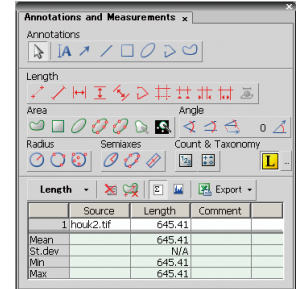 Annotations and Measurements x
Annotations
A
Length
Area Angle
0
Radius Semiaxes Count & Taxonomy
L ..
Length Σ Export
Source Length Comment
1 houk2.tif 645.41
Mean 645.41
St.dev N/A
Min 645.41
Max 645.41